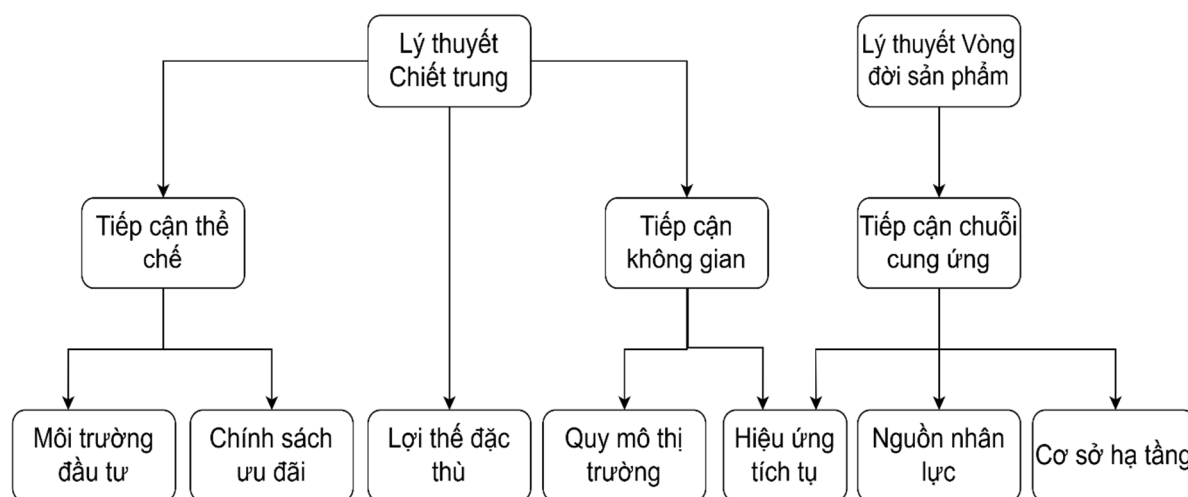 Lý thuyết
Chiết trung
Lý thuyết Vòng
đời sản phẩm
Tiếp cận thể
chế
Tiếp cận
không gian
Tiếp cận chuỗi
cung ứng
Môi trường
đầu tư
Chính sách
ưu đãi
Lợi thế đặc
thù
Quy mô thị
trường
Hiệu ứng
tích tụ
Nguồn nhân
lực
Cơ sở hạ tầng